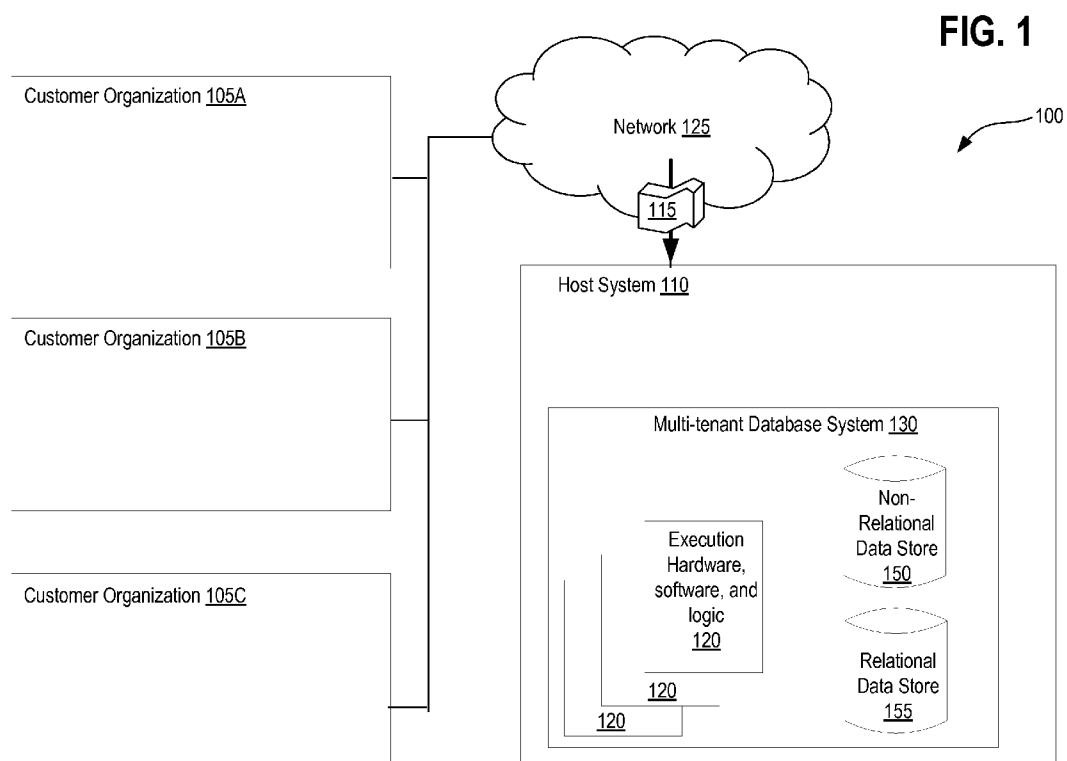 FIG. 1
Customer Organization 105A
Network 125
100
115
Host System 110
Customer Organization 105B
Multi-tenant Database System 130
Execution
Hardware,
software, and
logic
120
120
120
Non-
Relational
Data Store
150
Customer Organization 105C
Relational
Data Store
155